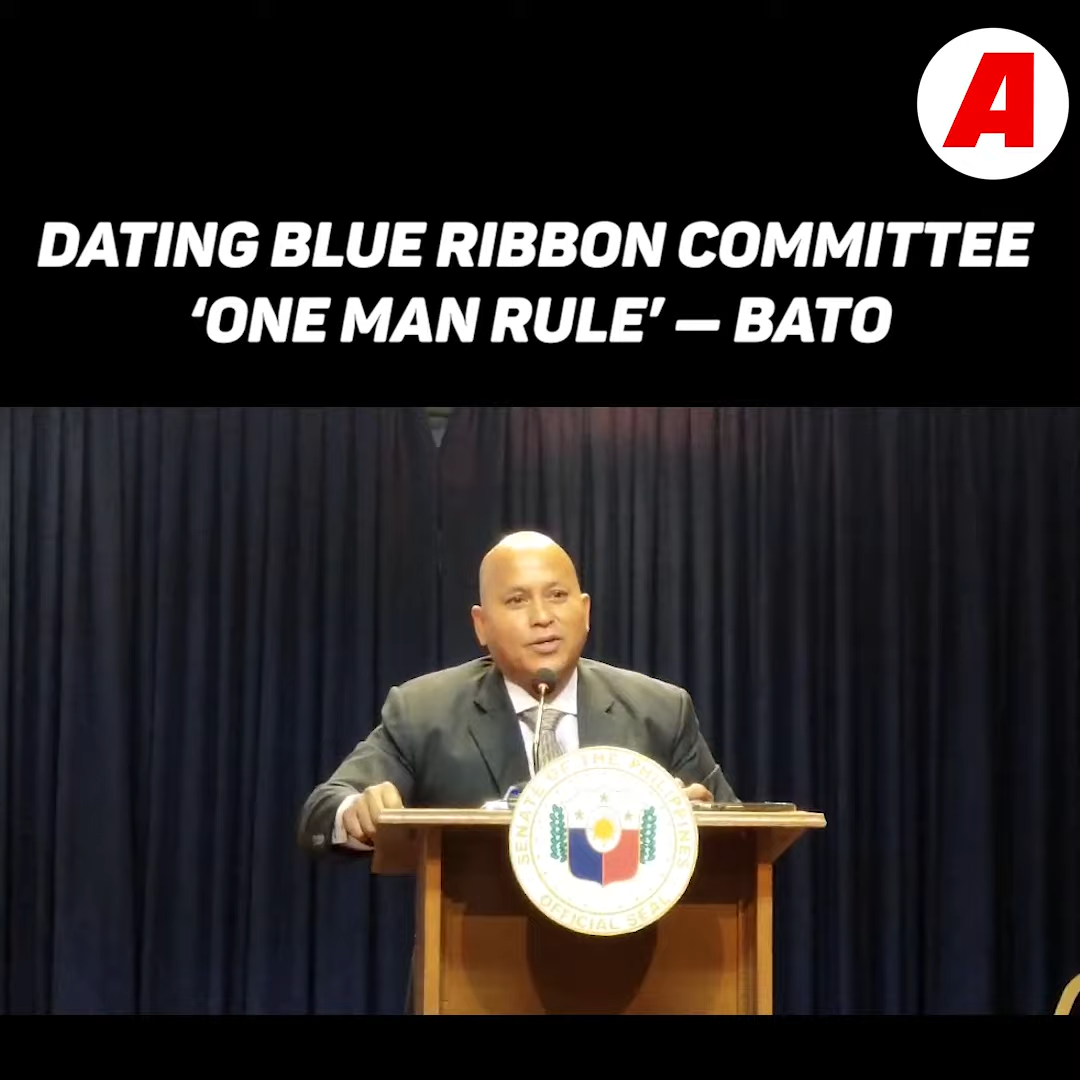 A
DATING BLUE RIBBON COMMITTEE
‘ONE MAN RULE’ — BATO
SENATE OF THE PHILIPPINES
OFFICIAL SEAL